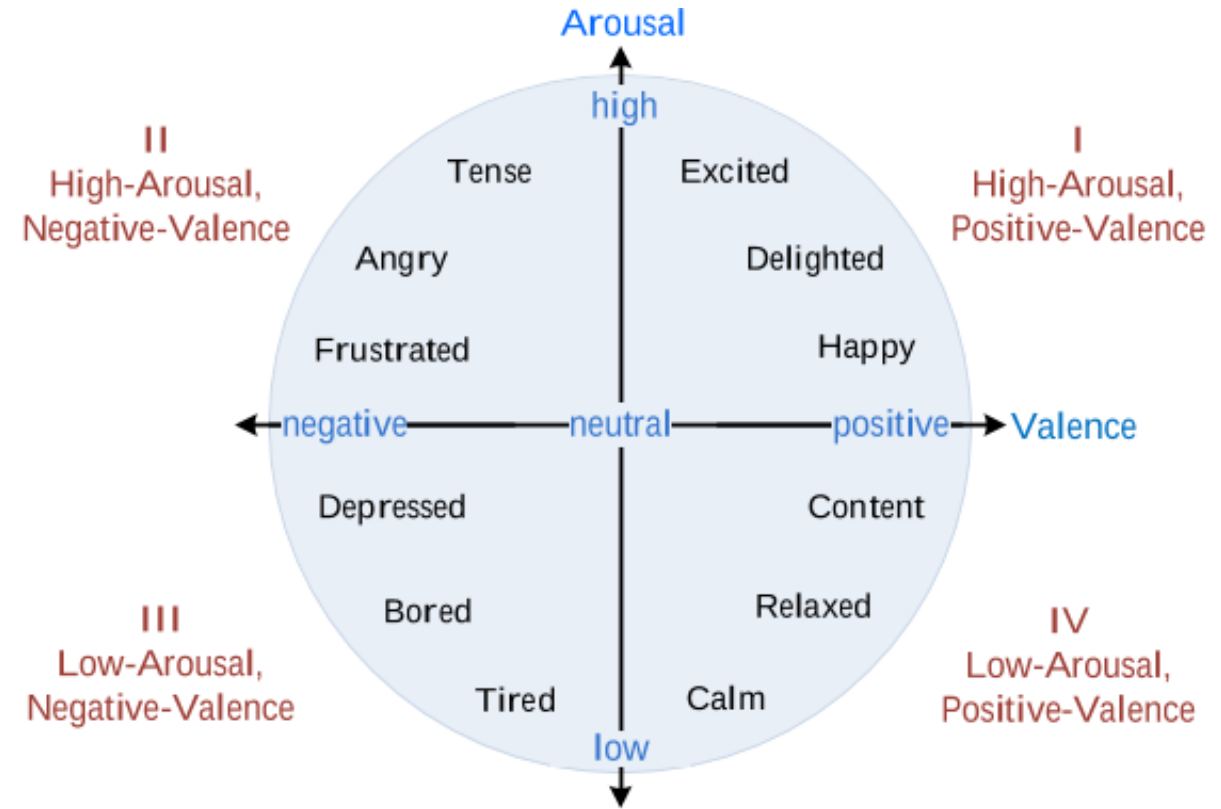 Arousal
high
II
High-Arousal,
Negative-Valence
I
High-Arousal,
Positive-Valence
Tense
Excited
Angry
Delighted
Frustrated
Happy
negative
neutral
positive
Valence
Depressed
Content
Bored
Relaxed
III
Low-Arousal,
Negative-Valence
IV
Low-Arousal,
Positive-Valence
Tired
Calm
low